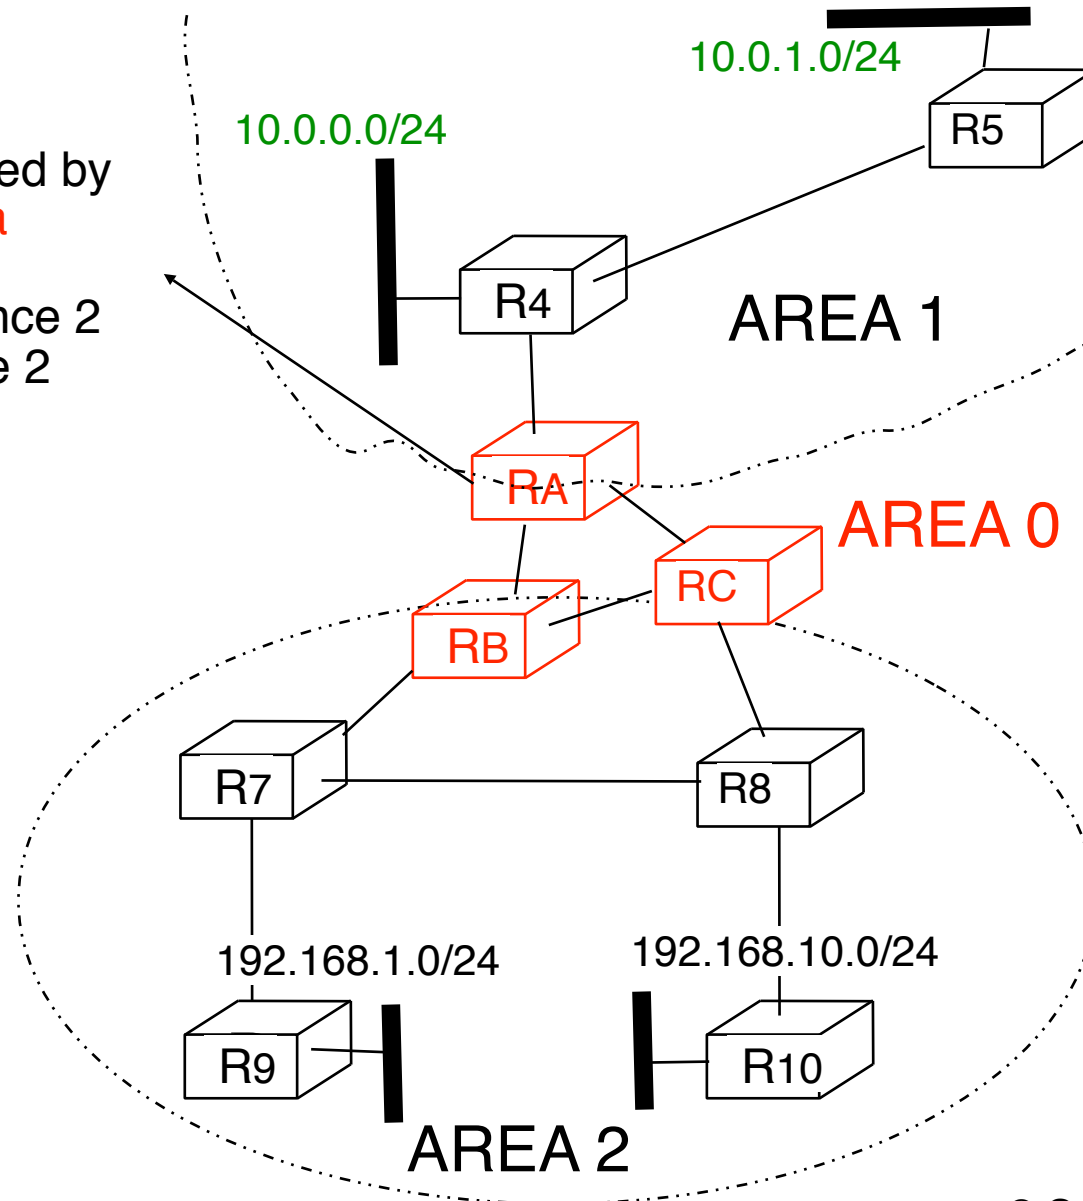 10.0.1.0/24
R5
10.0.0.0/24
ed by
a
nce 2
e 2
R4
AREA 1
RA
AREA 0
RC
RB
R7
R8
192.168.1.0/24
192.168.10.0/24
R9
R10
AREA 2